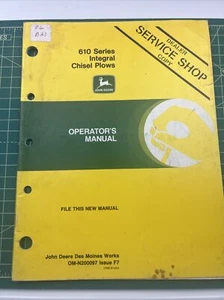 610 Series
Integral
Chisel Plows
DEALER
SERVICE SHOP
COPY
JOHN DEERE
OPERATOR'S
MANUAL
FILE THIS NEW MANUAL
John Deere Des Moines Works
OM-N200097 Issue F7